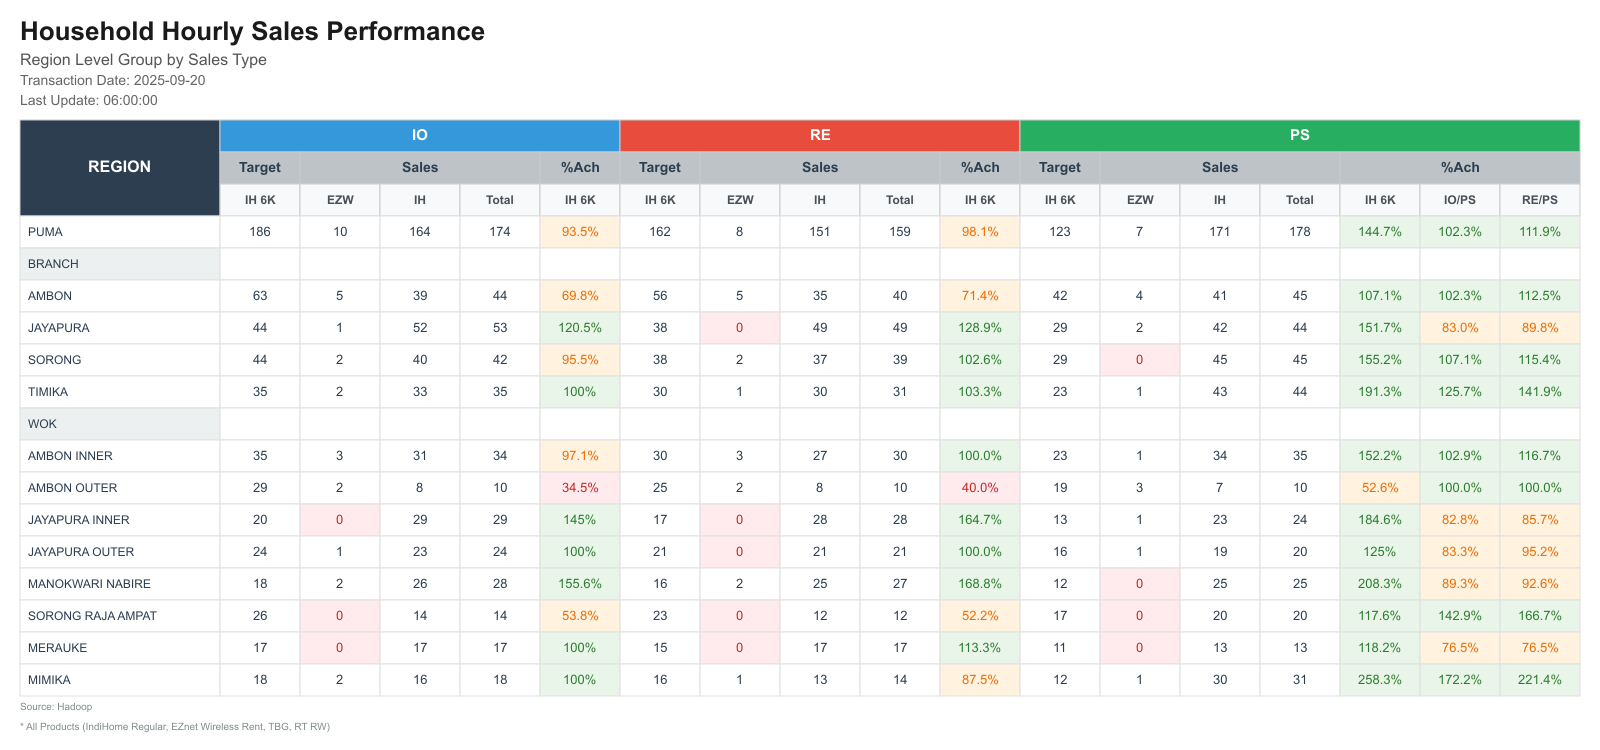 Household Hourly Sales Performance
Region Level Group by Sales Type
Transaction Date: 2025-09-20
Last Update: 06:00:00
REGION IO RE PS
Target Sales %Ach Target Sales %Ach Target Sales %Ach
IH 6K EZW IH Total IH 6K IH 6K EZW IH Total IH 6K IH 6K EZW IH Total IH 6K IO/PS RE/PS
PUMA 186 10 164 174 93.5% 162 8 151 159 98.1% 123 7 171 178 144.7% 102.3% 111.9%
BRANCH
AMBON 63 5 39 44 69.8% 56 5 35 40 71.4% 42 4 41 45 107.1% 102.3% 112.5%
JAYAPURA 44 1 52 53 120.5% 38 0 49 49 128.9% 29 2 42 44 151.7% 83.0% 89.8%
SORONG 44 2 40 42 95.5% 38 2 37 39 102.6% 29 0 45 45 155.2% 107.1% 115.4%
TIMIKA 35 2 33 35 100% 30 1 30 31 103.3% 23 1 43 44 191.3% 125.7% 141.9%
WOK
AMBON INNER 35 3 31 34 97.1% 30 3 27 30 100.0% 23 1 34 35 152.2% 102.9% 116.7%
AMBON OUTER 29 2 8 10 34.5% 25 2 8 10 40.0% 19 3 7 10 52.6% 100.0% 100.0%
JAYAPURA INNER 20 0 29 29 145% 17 0 28 28 164.7% 13 1 23 24 184.6% 82.8% 85.7%
JAYAPURA OUTER 24 1 23 24 100% 21 0 21 21 100.0% 16 1 19 20 125% 83.3% 95.2%
MANOKWARI NABIRE 18 2 26 28 155.6% 16 2 25 27 168.8% 12 0 25 25 208.3% 89.3% 92.6%
SORONG RAJA AMPAT 26 0 14 14 53.8% 23 0 12 12 52.2% 17 0 20 20 117.6% 142.9% 166.7%
MERAUKE 17 0 17 17 100% 15 0 17 17 113.3% 11 0 13 13 118.2% 76.5% 76.5%
MIMIKA 18 2 16 18 100% 16 1 13 14 87.5% 12 1 30 31 258.3% 172.2% 221.4%
Source: Hadoop
* All Products (IndiHome Regular, EZnet Wireless Rent, TBG, RT RW)